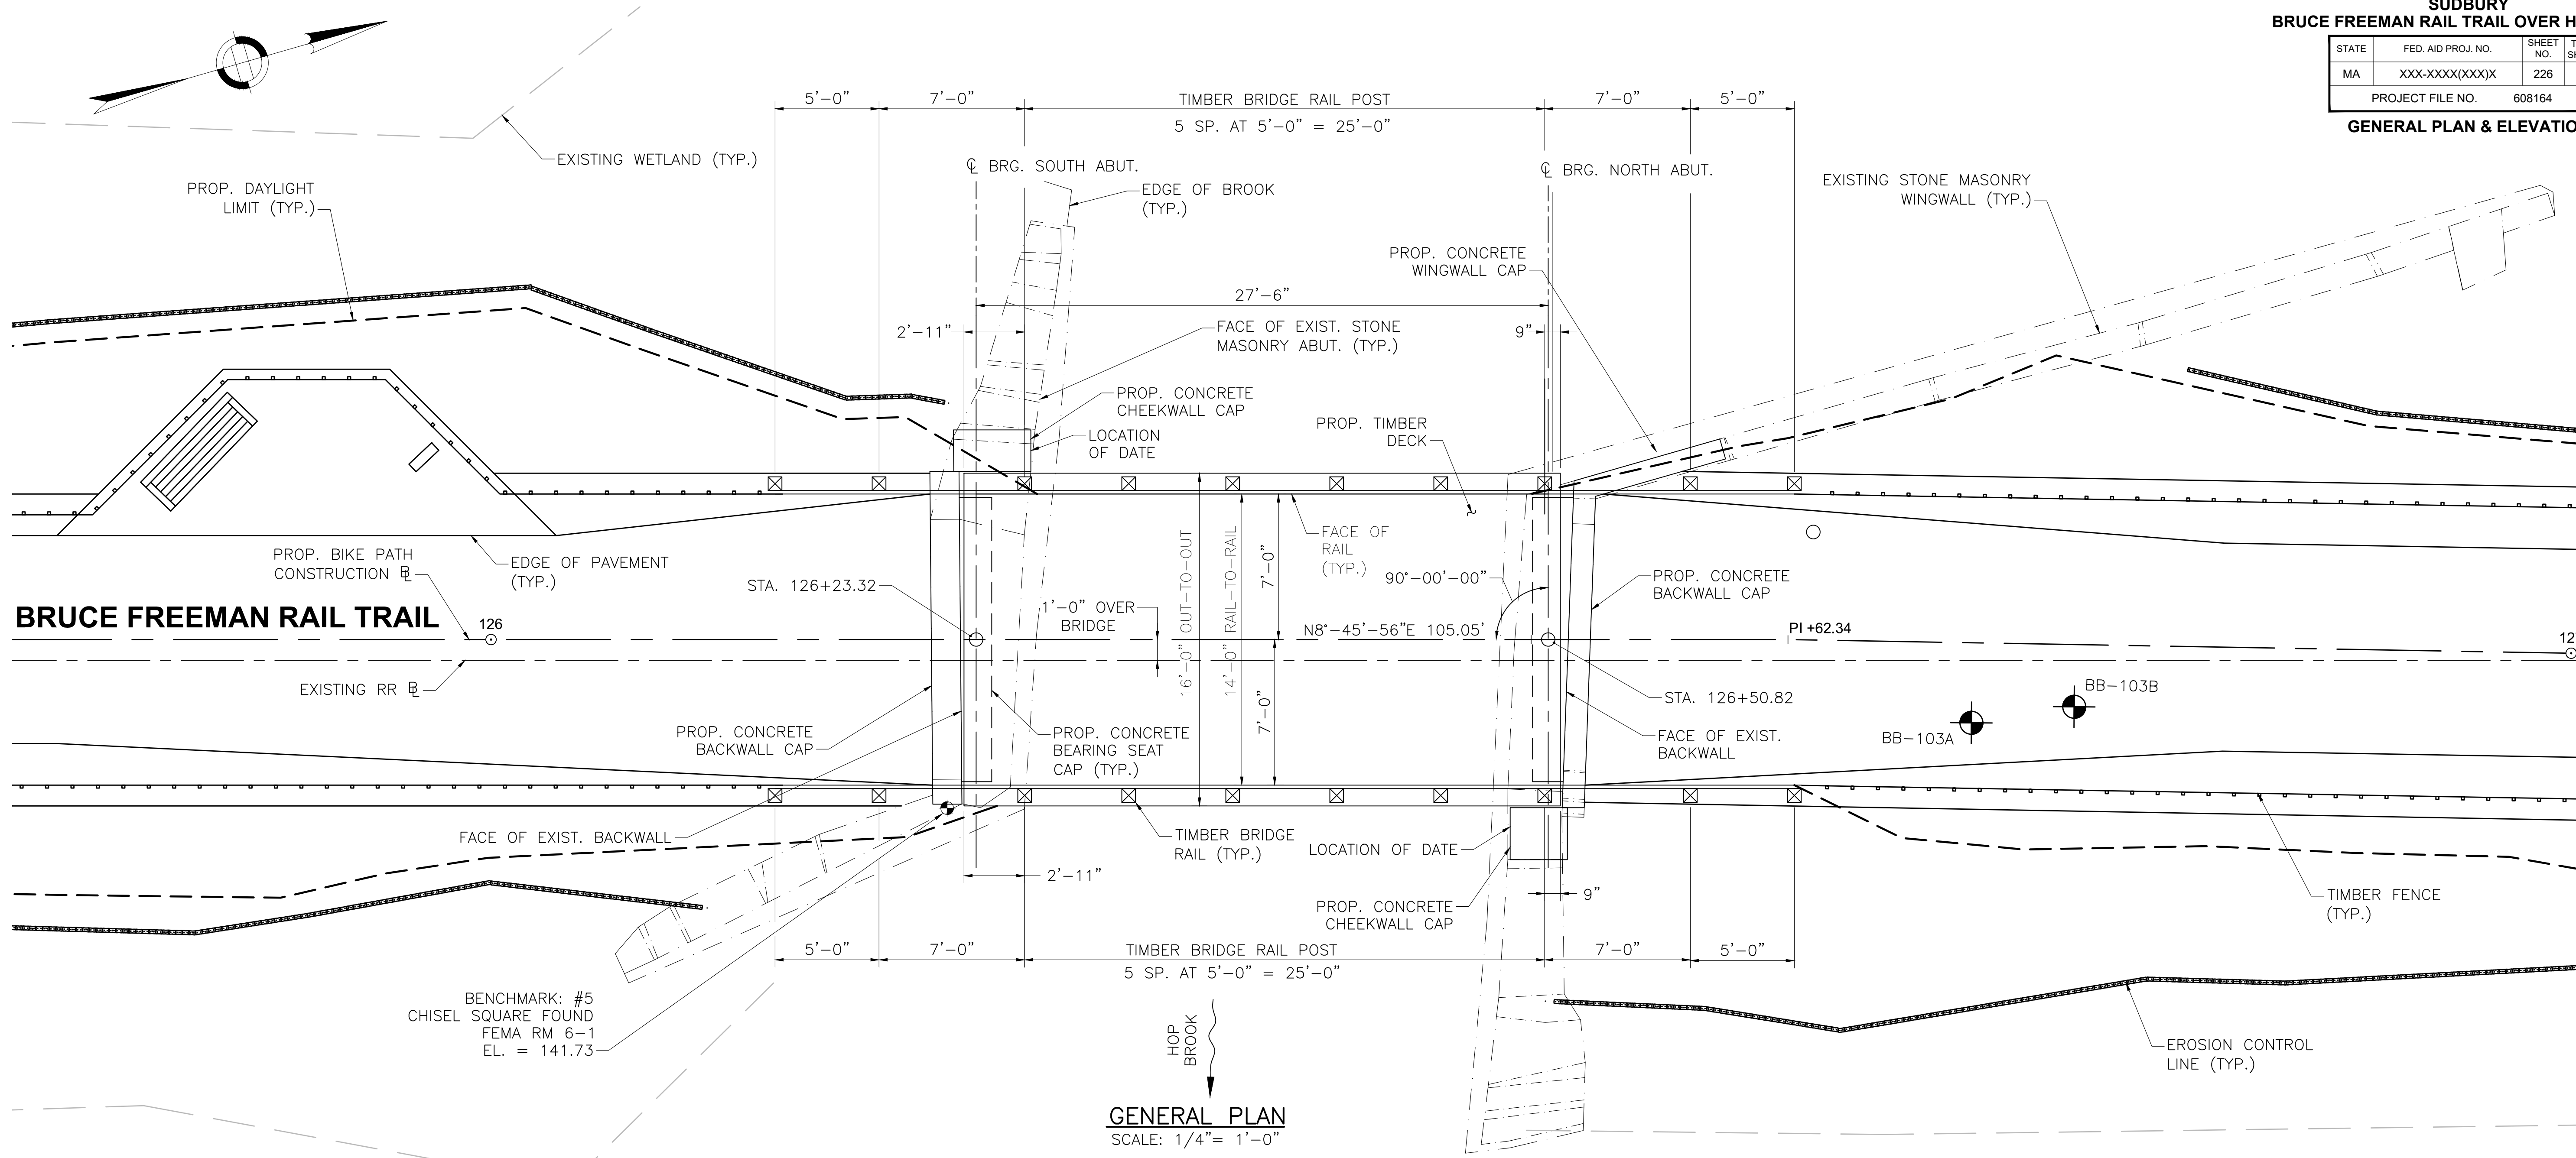 SUDBURY
BRUCE FREEMAN RAIL TRAIL OVER H
STATE
FED. AID PROJ. NO.
SHEET
NO.
MA
XXX-XXXX(XXX)X
226
PROJECT FILE NO. 608164
GENERAL PLAN & ELEVATIO
5'-0"
7'-0"
TIMBER BRIDGE RAIL POST
5 SP. AT 5'-0" = 25'-0"
7'-0"
5'-0"
EXISTING WETLAND (TYP.)
℄ BRG. SOUTH ABUT.
℄ BRG. NORTH ABUT.
PROP. DAYLIGHT
LIMIT (TYP.)
EDGE OF BROOK
(TYP.)
EXISTING STONE MASONRY
WINGWALL (TYP.)
PROP. CONCRETE
WINGWALL CAP
27'-6"
2'-11"
FACE OF EXIST. STONE
MASONRY ABUT. (TYP.)
9"
PROP. CONCRETE
CHEEKWALL CAP
LOCATION
OF DATE
PROP. TIMBER
DECK
FACE OF
RAIL
(TYP.)
16'-0" OUT-TO-OUT
14'-0" RAIL-TO-RAIL
7'-0"
7'-0"
90°-00'-00"
PROP. BIKE PATH
CONSTRUCTION BL
EDGE OF PAVEMENT
(TYP.)
STA. 126+23.32
PROP. CONCRETE
BACKWALL CAP
1'-0" OVER
BRIDGE
BRUCE FREEMAN RAIL TRAIL
126
N8°-45'-56"E 105.05'
PI +62.34
12
EXISTING RR BL
STA. 126+50.82
BB-103B
BB-103A
PROP. CONCRETE
BACKWALL CAP
PROP. CONCRETE
BEARING SEAT
CAP (TYP.)
FACE OF EXIST.
BACKWALL
FACE OF EXIST. BACKWALL
TIMBER BRIDGE
RAIL (TYP.)
LOCATION OF DATE
2'-11"
9"
PROP. CONCRETE
CHEEKWALL CAP
TIMBER FENCE
(TYP.)
5'-0"
7'-0"
TIMBER BRIDGE RAIL POST
5 SP. AT 5'-0" = 25'-0"
7'-0"
5'-0"
BENCHMARK: #5
CHISEL SQUARE FOUND
FEMA RM 6-1
EL. = 141.73
HOP
BROOK
EROSION CONTROL
LINE (TYP.)
GENERAL PLAN
SCALE: 1/4"= 1'-0"